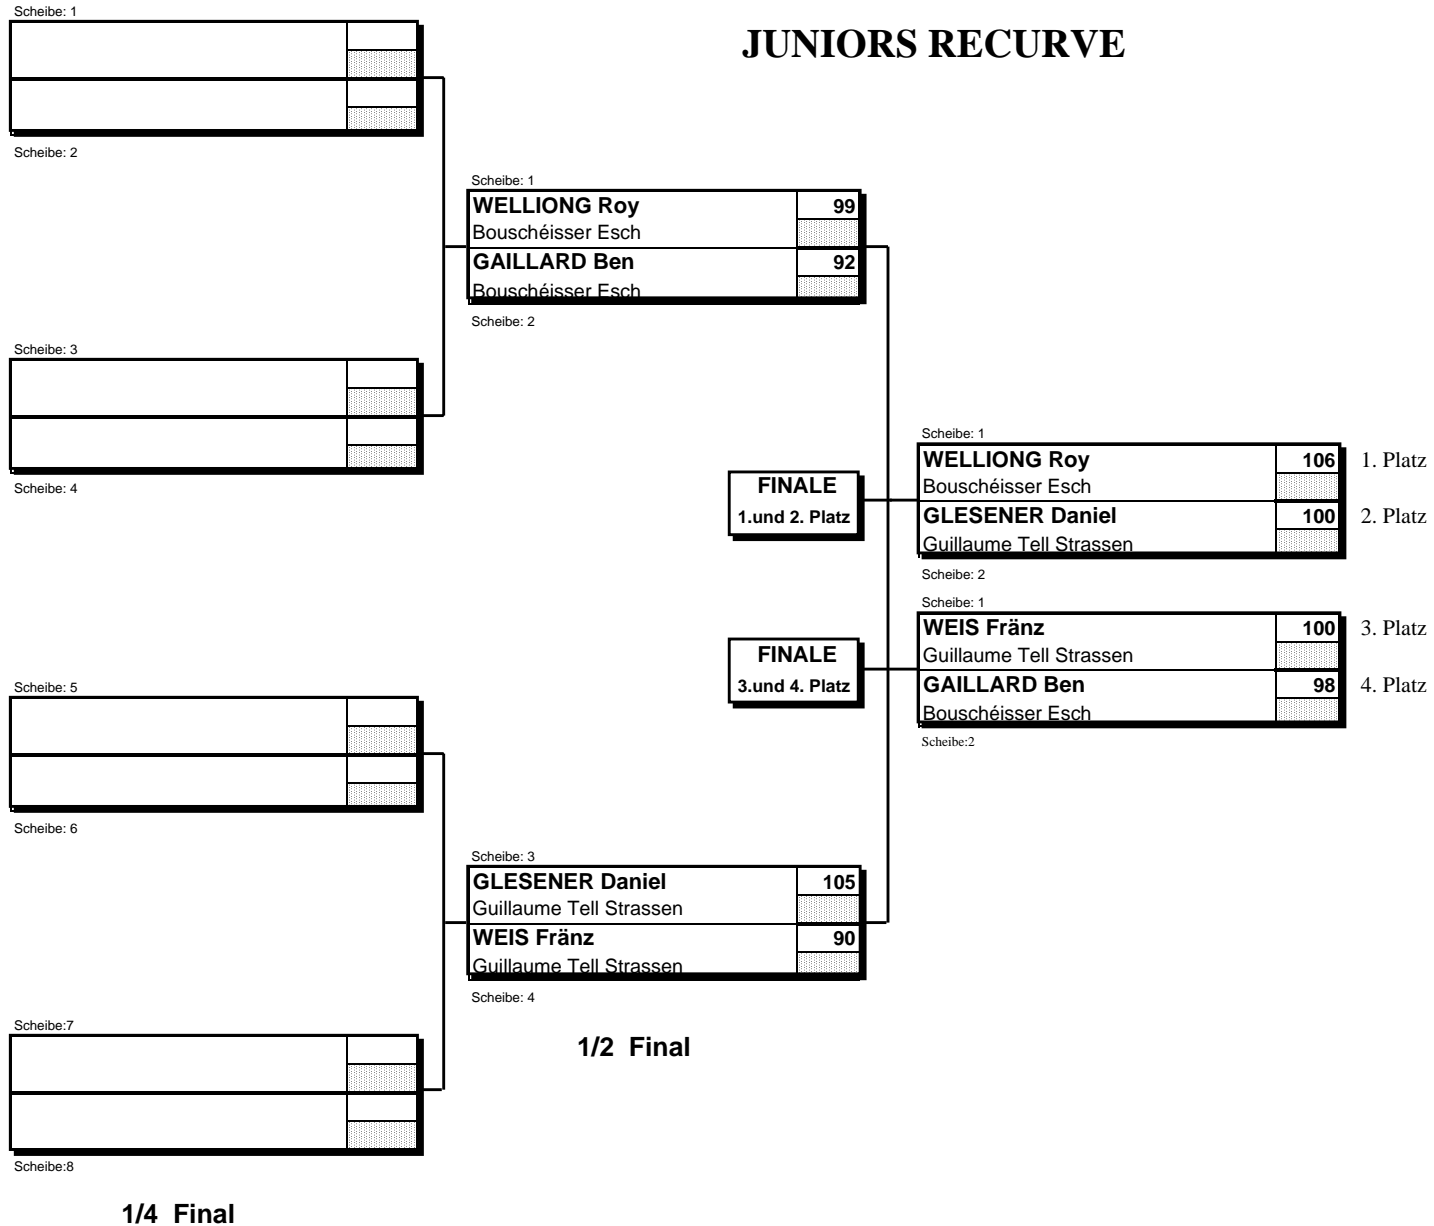 Scheibe: 1
JUNIORS RECURVE
Scheibe: 2
Scheibe: 1
WELLIONG Roy 99
Bouschéisser Esch
GAILLARD Ben 92
Bouschéisser Esch
Scheibe: 2
Scheibe: 3
Scheibe: 4
Scheibe: 1
WELLIONG Roy 106 1. Platz
Bouschéisser Esch
GLESENER Daniel 100 2. Platz
Guillaume Tell Strassen
Scheibe: 2
FINALE
1.und 2. Platz
Scheibe: 1
WEIS Fränz 100 3. Platz
Guillaume Tell Strassen
GAILLARD Ben 98 4. Platz
Bouschéisser Esch
Scheibe:2
FINALE
3.und 4. Platz
Scheibe: 5
Scheibe: 6
Scheibe: 3
GLESENER Daniel 105
Guillaume Tell Strassen
WEIS Fränz 90
Guillaume Tell Strassen
Scheibe: 4
Scheibe:7
1/2 Final
Scheibe:8
1/4 Final